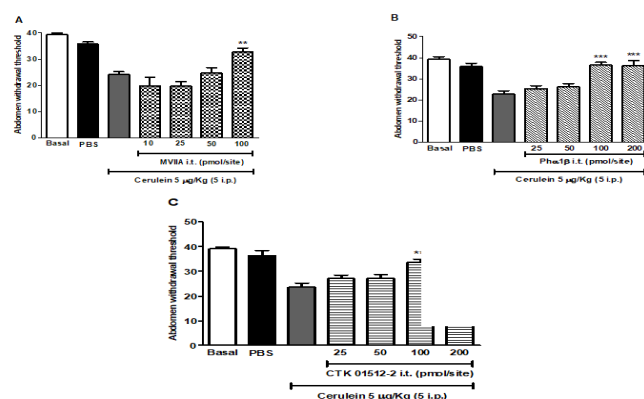 A
Abdomen withdrawal threshold
40
30
20
10
0
**
Basal
PBS
10
25
50
100
MVIIA i.t. (pmol/site)
Cerulein 5 µg/Kg (5 i.p.)
B
Abdomen withdrawal threshold
50
40
30
20
10
0
***
***
Basal
PBS
25
50
100
200
Phα1β i.t. (pmol/site)
Cerulein 5 µg/Kg (5 i.p.)
C
Abdomen withdrawal threshold
50
40
30
20
10
0
Basal
PBS
25
50
100
200
CTK 01512-2 i.t. (pmol/site)
Cerulein 5 µg/Kg (5 i.p.)